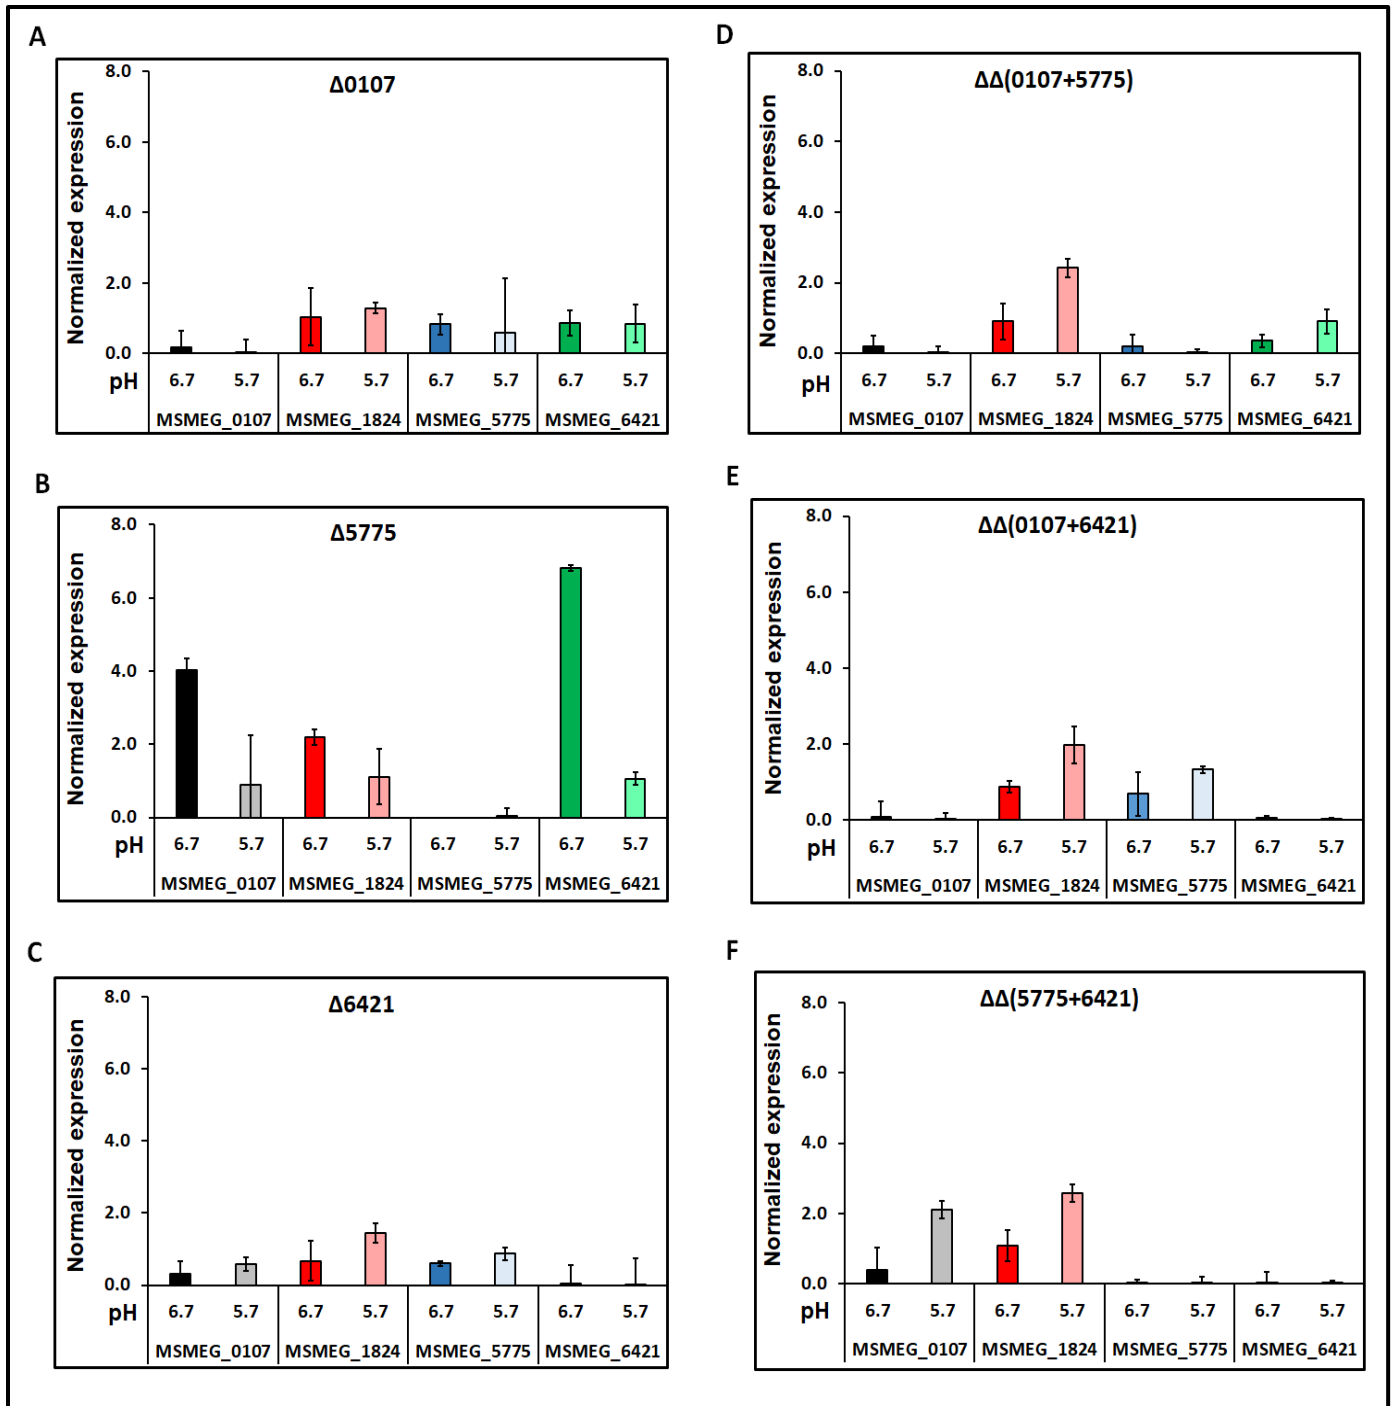 A
Δ0107
Normalized expression
8.0
6.0
4.0
2.0
0.0
pH
6.7 5.7 6.7 5.7 6.7 5.7 6.7 5.7
MSMEG_0107 MSMEG_1824 MSMEG_5775 MSMEG_6421
B
Δ5775
Normalized expression
8.0
6.0
4.0
2.0
0.0
pH
6.7 5.7 6.7 5.7 6.7 5.7 6.7 5.7
MSMEG_0107 MSMEG_1824 MSMEG_5775 MSMEG_6421
C
Δ6421
Normalized expression
8.0
6.0
4.0
2.0
0.0
pH
6.7 5.7 6.7 5.7 6.7 5.7 6.7 5.7
MSMEG_0107 MSMEG_1824 MSMEG_5775 MSMEG_6421
D
ΔΔ(0107+5775)
Normalized expression
8.0
6.0
4.0
2.0
0.0
pH
6.7 5.7 6.7 5.7 6.7 5.7 6.7 5.7
MSMEG_0107 MSMEG_1824 MSMEG_5775 MSMEG_6421
E
ΔΔ(0107+6421)
Normalized expression
8.0
6.0
4.0
2.0
0.0
pH
6.7 5.7 6.7 5.7 6.7 5.7 6.7 5.7
MSMEG_0107 MSMEG_1824 MSMEG_5775 MSMEG_6421
F
ΔΔ(5775+6421)
Normalized expression
8.0
6.0
4.0
2.0
0.0
pH
6.7 5.7 6.7 5.7 6.7 5.7 6.7 5.7
MSMEG_0107 MSMEG_1824 MSMEG_5775 MSMEG_6421